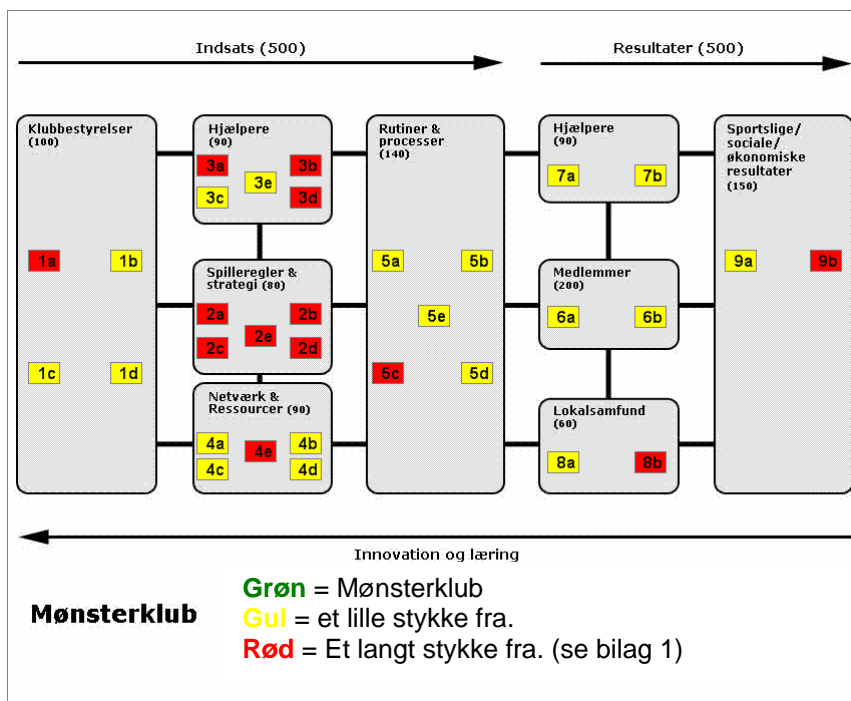 Indsats (500)
Resultater (500)
Klubbestyrelser
(100)
1a 1b
1c 1d
Hjælpere
(90)
3a 3b
3e
3c 3d
Spilleregler &
strategi (80)
2a 2b
2e
2c 2d
Netværk &
Ressourcer (90)
4a 4b
4e
4c 4d
Rutiner &
processer
(140)
5a 5b
5e
5c 5d
Hjælpere
(90)
7a 7b
Medlemmer
(200)
6a 6b
Lokalsamfund
(60)
8a 8b
Sportslige/
sociale/
økonomiske
resultater
(150)
9a 9b
Innovation og læring
Mønsterklub
Grøn = Mønsterklub
Gul = et lille stykke fra.
Rød = Et langt stykke fra. (se bilag 1)